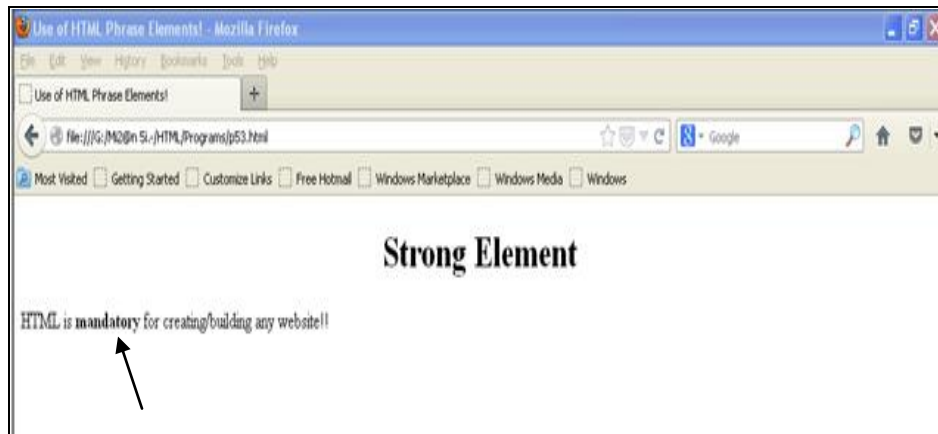 Use of HTML Phrase Elements! - Mozilla Firefox
File Edit View History Bookmarks Tools Help
Use of HTML Phrase Elements! +
Google
Most Visited Getting Started Customize Links Free Hotmail Windows Marketplace Windows Media Windows
Strong Element
HTML is mandatory for creating/building any website!!